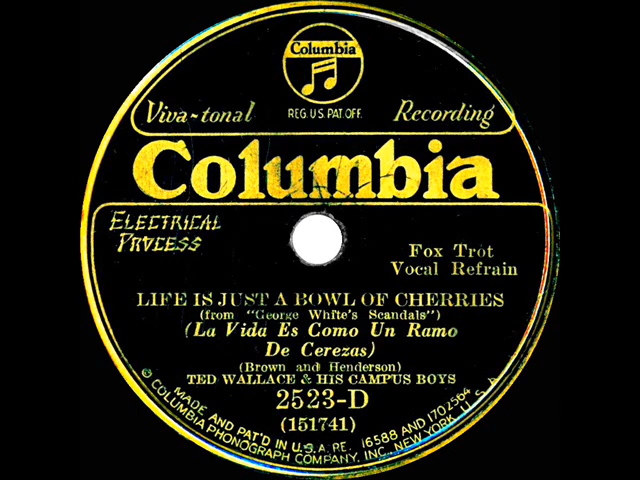 Columbia
Viva-tonal REG. U.S. PAT. OFF. Recording
Columbia
ELECTRICAL
PROCESS
Fox Trot
Vocal Refrain
LIFE IS JUST A BOWL OF CHERRIES
(from "George White's Scandals")
(La Vida Es Como Un Ramo
De Cerezas)
(Brown and Henderson)
TED WALLACE & HIS CAMPUS BOYS
2523-D
(151741)
MADE AND PAT'D IN U.S.A. RE. 16588 AND 1702564
© COLUMBIA PHONOGRAPH COMPANY, INC., NEW YORK, U.S.A.